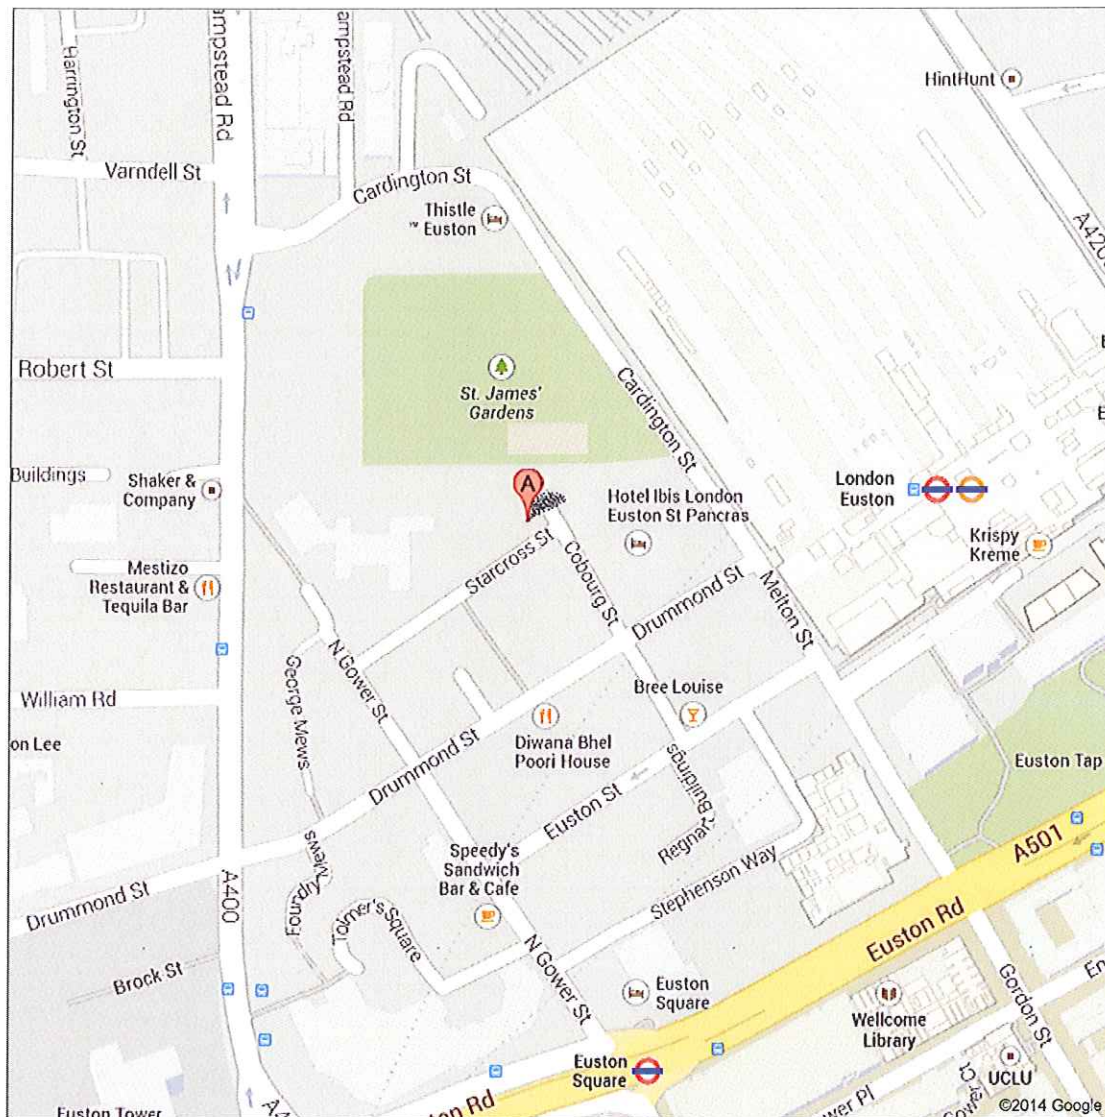 Harrington St
ampstead Rd
ampstead Rd
HintHunt
Varndell St
Cardington St
Thistle
Euston
Robert St
St. James'
Gardens
Cardington St
Buildings
Shaker &
Company
A
Hotel Ibis London
Euston St Pancras
London
Euston
Krispy
Kreme
Mestizo
Restaurant &
Tequila Bar
Starcross St
Cobourg St
Drummond St
Melton St
N Gower St
George Mews
William Rd
Bree Louise
on Lee
Diwana Bhel
Poori House
Drummond St
Euston St
Regnart Buildings
Euston Tap
A501
Speedy's
Sandwich
Bar & Cafe
Stephenson Way
Drummond St
A400
Foundry Mews
Tolmer's Square
Euston Rd
Brock St
N Gower St
Euston
Square
Wellcome
Library
Gordon St
Euston
Square
UCLU
Euston Tower
ton Rd
ower Pl
©2014 Google